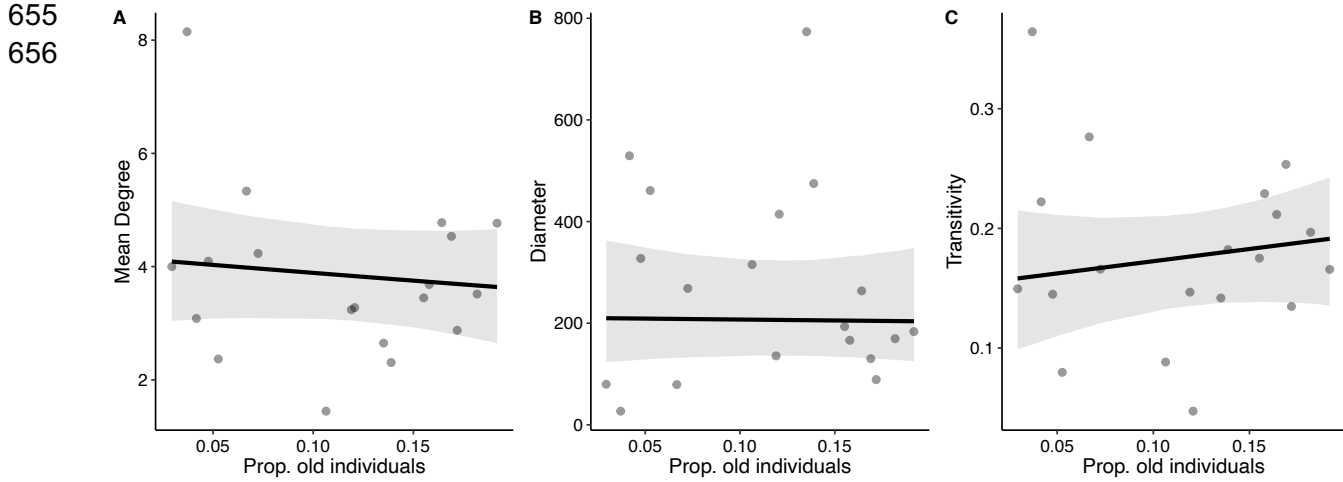 655
656
A
8
6
4
2
Mean Degree
0.05 0.10 0.15
Prop. old individuals
B
800
600
400
200
0
Diameter
0.05 0.10 0.15
Prop. old individuals
C
0.3
0.2
0.1
Transitivity
0.05 0.10 0.15
Prop. old individuals